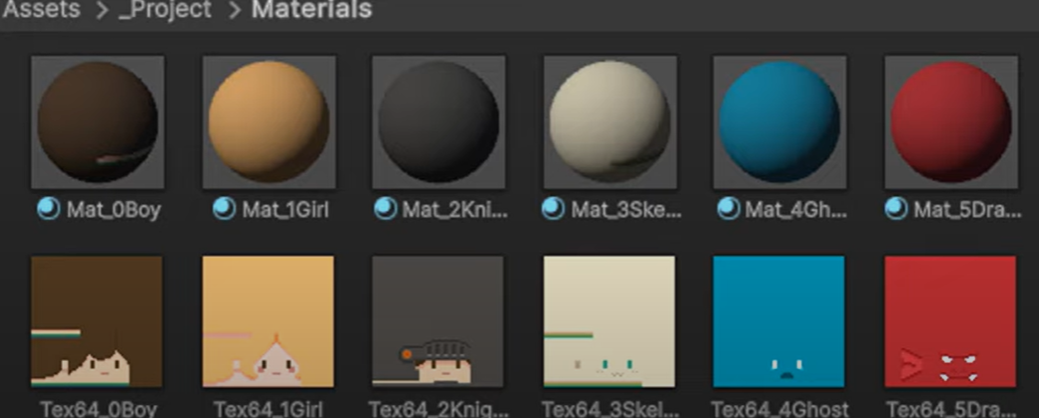 Assets > _Project > Materials
Mat_0Boy Mat_1Girl Mat_2Kni... Mat_3Ske... Mat_4Gh... Mat_5Dra...
Tex64_0Boy Tex64_1Girl Tex64_2Knig... Tex64_3Skel... Tex64_4Ghost Tex64_5Dra...